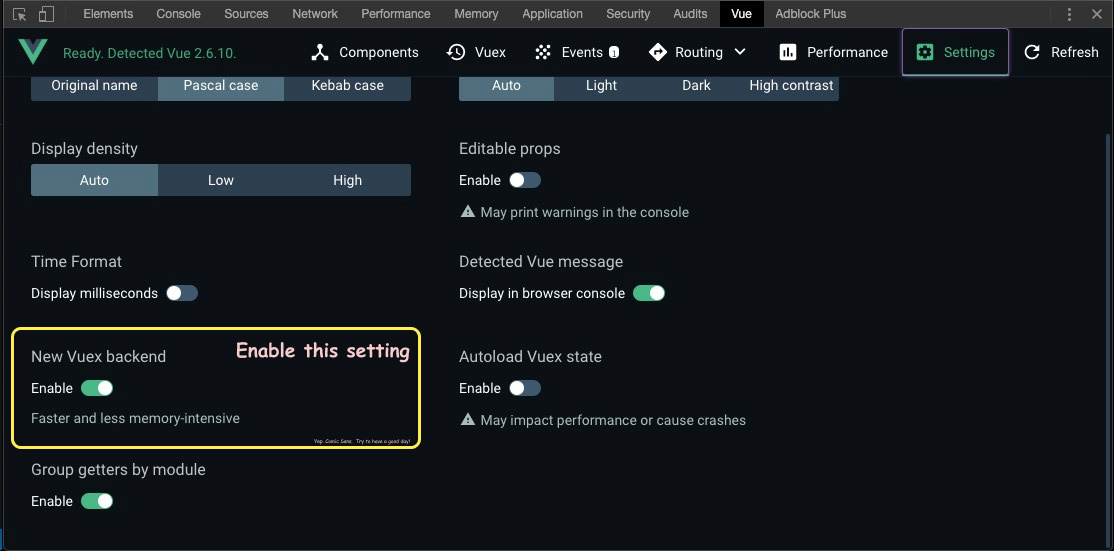 Elements Console Sources Network Performance Memory Application Security Audits Vue Adblock Plus
Ready. Detected Vue 2.6.10. Components Vuex Events 1 Routing Performance Settings Refresh
Original name Pascal case Kebab case
Auto Light Dark High contrast
Display density
Auto Low High
Editable props
Enable
May print warnings in the console
Time Format
Display milliseconds
Detected Vue message
Display in browser console
New Vuex backend
Enable this setting
Enable
Faster and less memory-intensive
Yep. Comic Sans. Try to have a good day!
Autoload Vuex state
Enable
May impact performance or cause crashes
Group getters by module
Enable